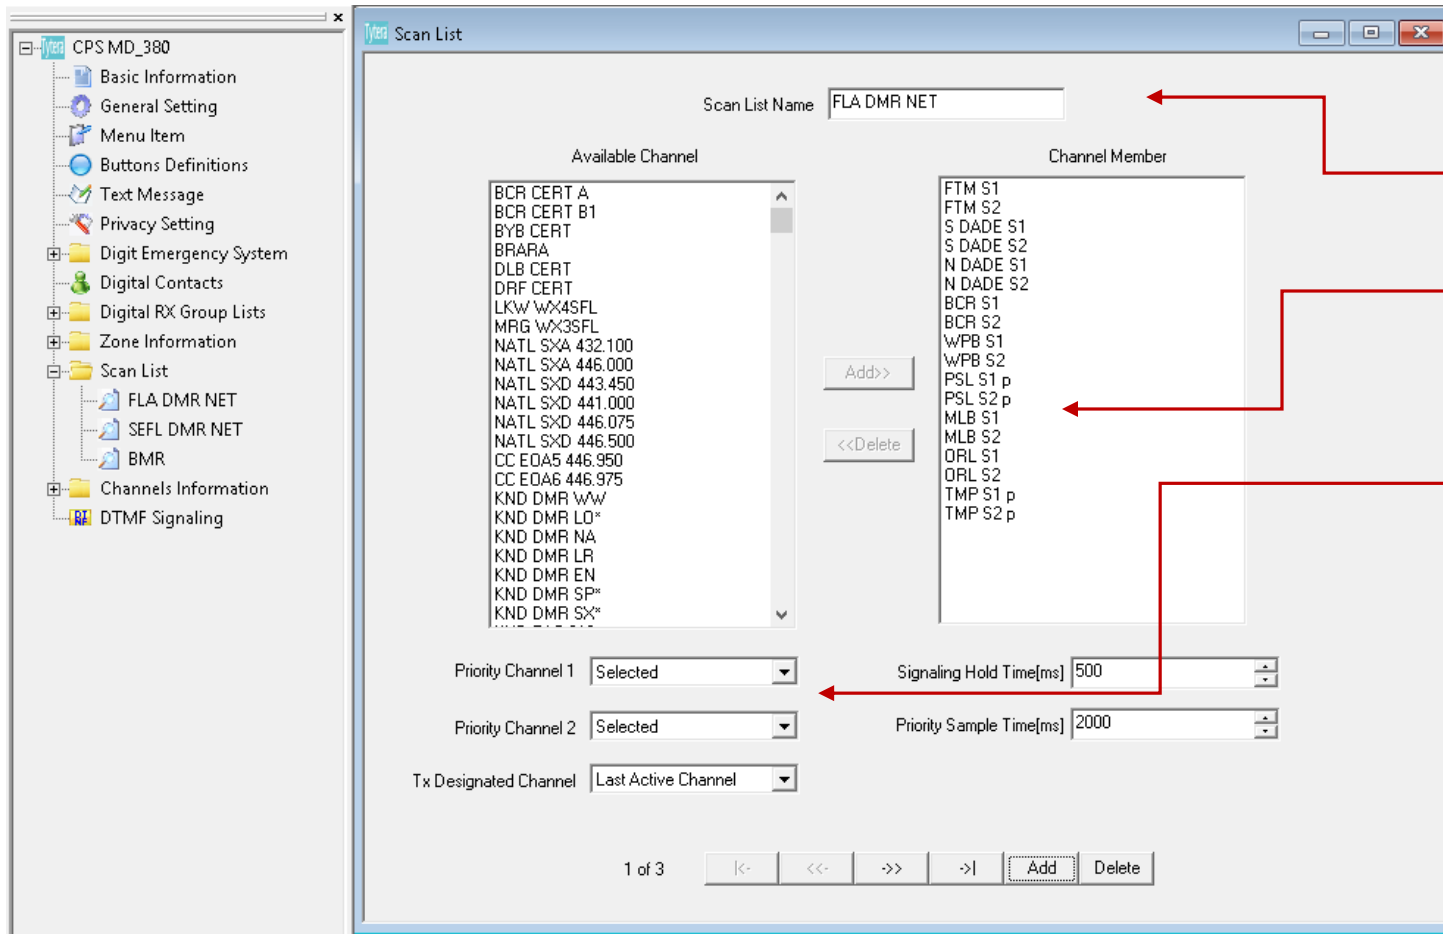 CPS MD_380
Basic Information
General Setting
Menu Item
Buttons Definitions
Text Message
Privacy Setting
Digit Emergency System
Digital Contacts
Digital RX Group Lists
Zone Information
Scan List
FLA DMR NET
SEFL DMR NET
BMR
Channels Information
DTMF Signaling
Tytera Scan List
Scan List Name FLA DMR NET
Available Channel
BCR CERT A
BCR CERT B1
BYB CERT
BRARA
DLB CERT
DRF CERT
LKW WX4SFL
MRG WX3SFL
NATL SXA 432.100
NATL SXA 446.000
NATL SXD 443.450
NATL SXD 441.000
NATL SXD 446.075
NATL SXD 446.500
CC EOA5 446.950
CC EOA6 446.975
KND DMR WW
KND DMR LO*
KND DMR NA
KND DMR LR
KND DMR EN
KND DMR SP*
KND DMR SX*
Add>>
<<Delete
Channel Member
FTM S1
FTM S2
S DADE S1
S DADE S2
N DADE S1
N DADE S2
BCR S1
BCR S2
WPB S1
WPB S2
PSL S1 p
PSL S2 p
MLB S1
MLB S2
ORL S1
ORL S2
TMP S1 p
TMP S2 p
Priority Channel 1 Selected
Signaling Hold Time[ms] 500
Priority Channel 2 Selected
Priority Sample Time[ms] 2000
Tx Designated Channel Last Active Channel
1 of 3 |<- <<- ->> ->| Add Delete